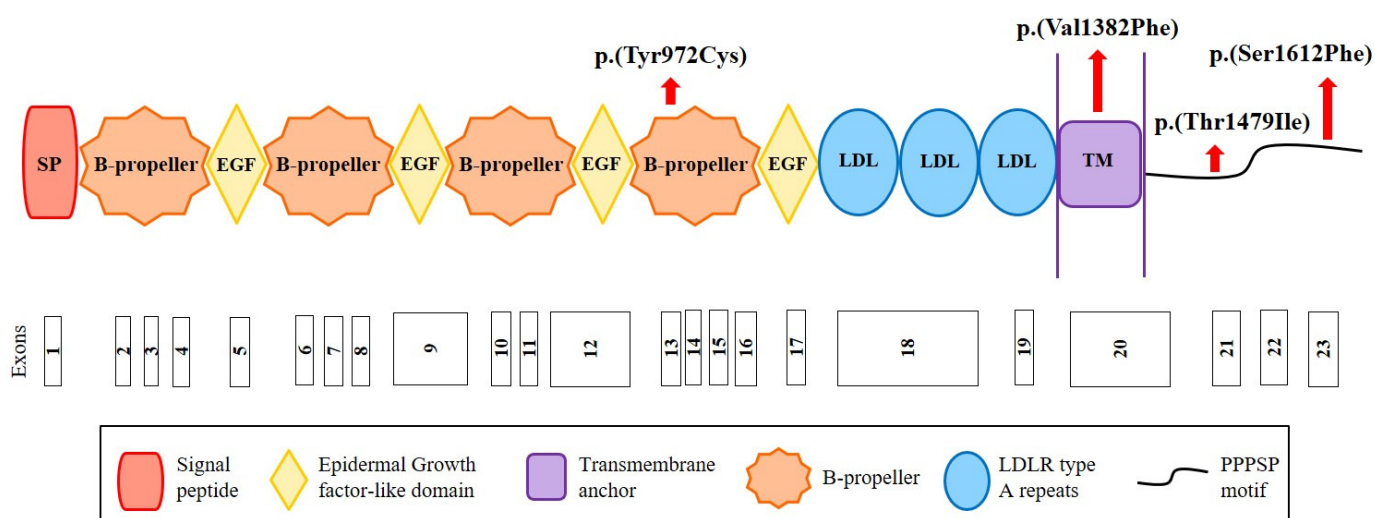 p.(Val1382Phe)
p.(Tyr972Cys)
p.(Ser1612Phe)
p.(Thr1479Ile)
SP
B-propeller
EGF
B-propeller
EGF
B-propeller
EGF
B-propeller
EGF
LDL
LDL
LDL
TM
Exons
1
2
3
4
5
6
7
8
9
10
11
12
13
14
15
16
17
18
19
20
21
22
23
Signal
peptide
Epidermal Growth
factor-like domain
Transmembrane
anchor
B-propeller
LDLR type
A repeats
PPPSP
motif